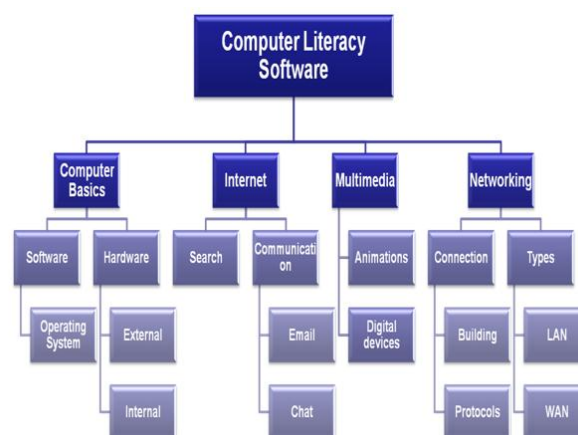 Computer Literacy
Software
Computer
Basics
Internet
Multimedia
Networking
Software
Hardware
Search
Communicati
on
Animations
Connection
Types
Operating
System
External
Email
Digital
devices
Building
LAN
Internal
Chat
Protocols
WAN